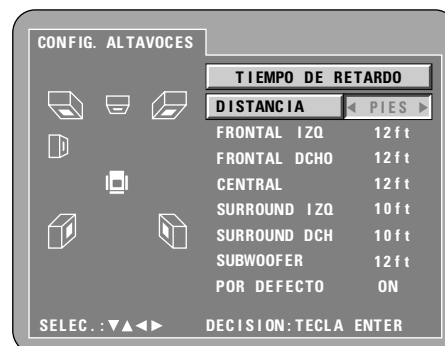 CONFIG. ALTAVOCES
TIEMPO DE RETARDO
DISTANCIA ◀ PIES ▶
FRONTAL IZQ 12ft
FRONTAL DCHO 12ft
CENTRAL 12ft
SURROUND IZQ 10ft
SURROUND DCH 10ft
SUBWOOFER 12ft
POR DEFECTO ON
SELEC.:▼▲◀▶ DECISION:TECLA ENTER